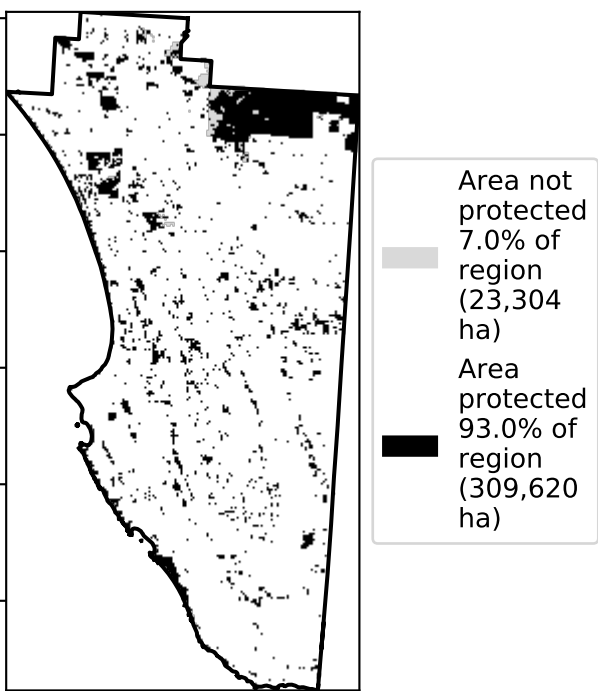 Area not
protected
7.0% of
region
(23,304
ha)
Area
protected
93.0% of
region
(309,620
ha)